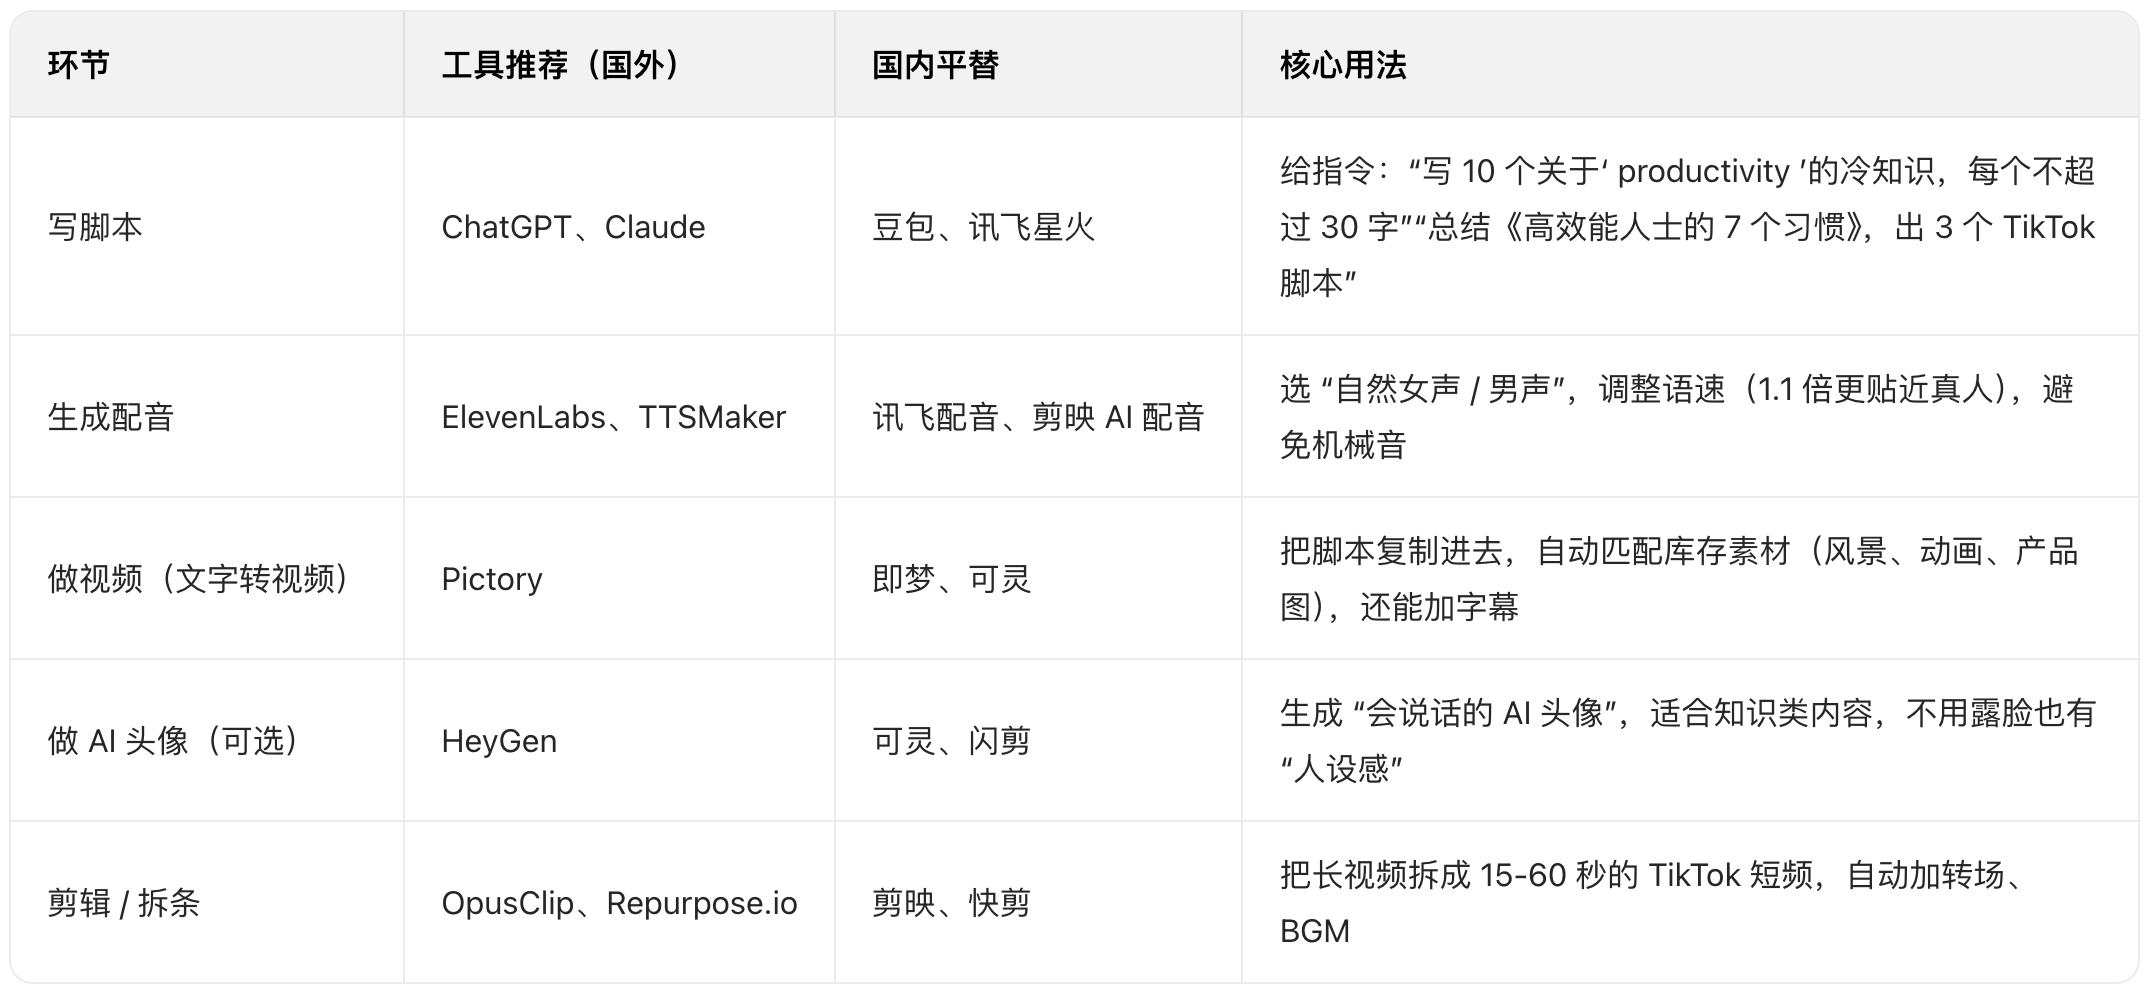 环节
工具推荐（国外）
国内平替
核心用法
写脚本
ChatGPT、Claude
豆包、讯飞星火
给指令：“写 10 个关于‘ productivity ’的冷知识，每个不超
过 30 字”“总结《高效能人士的 7 个习惯》，出 3 个 TikTok
脚本”
生成配音
ElevenLabs、TTSMaker
讯飞配音、剪映 AI 配音
选 “自然女声 / 男声”，调整语速（1.1 倍更贴近真人），避
免机械音
做视频（文字转视频）
Pictory
即梦、可灵
把脚本复制进去，自动匹配库存素材（风景、动画、产品
图），还能加字幕
做 AI 头像（可选）
HeyGen
可灵、闪剪
生成 “会说话的 AI 头像”，适合知识类内容，不用露脸也有
“人设感”
剪辑 / 拆条
OpusClip、Repurpose.io
剪映、快剪
把长视频拆成 15-60 秒的 TikTok 短频，自动加转场、
BGM